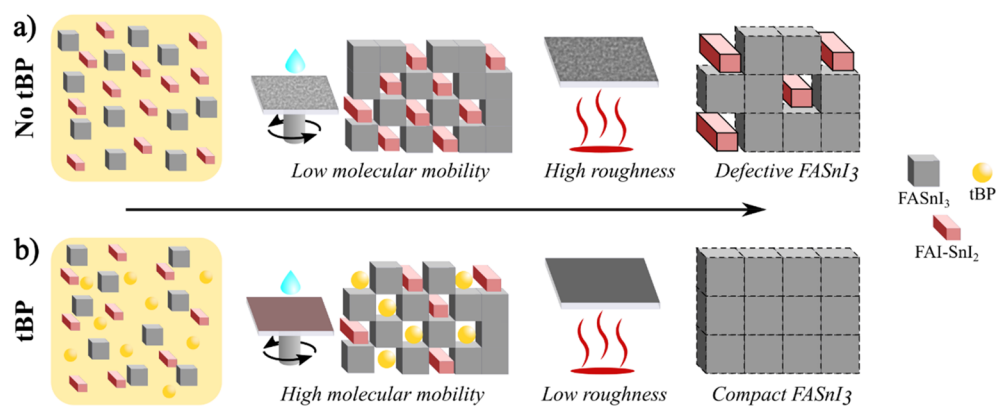 a)
No tBP
Low molecular mobility
High roughness
Defective FASnI3
FASnI3
tBP
FAI-SnI2
b)
tBP
High molecular mobility
Low roughness
Compact FASnI3